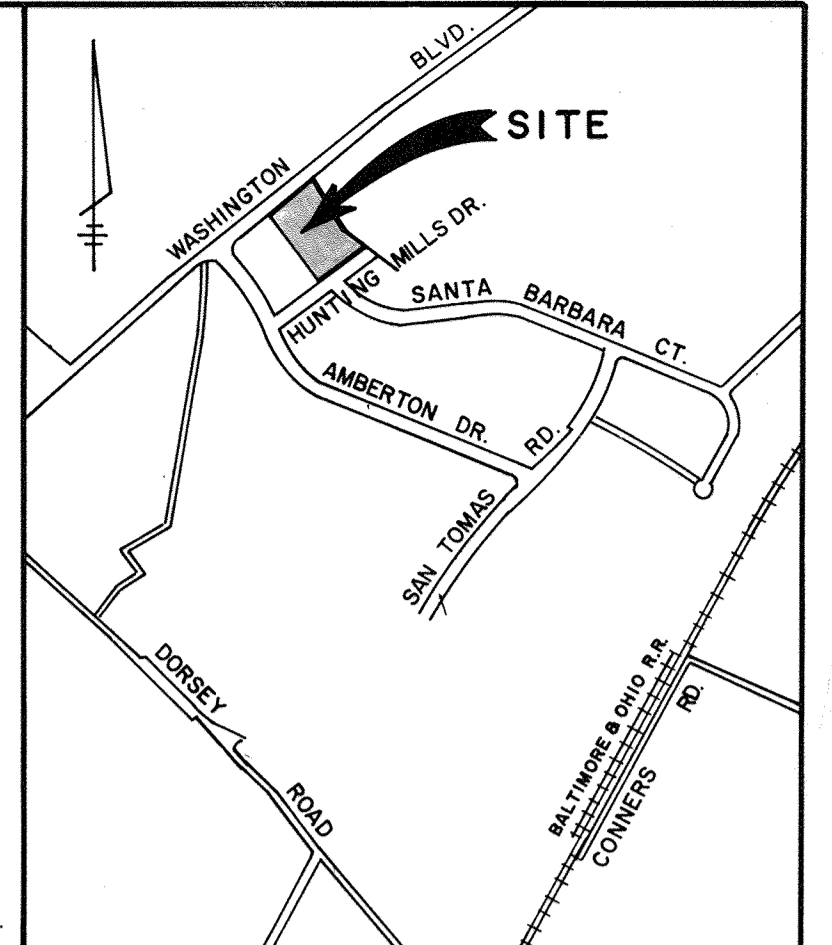 WASHINGTON BLVD.
SITE
HUNTING MILLS DR.
SANTA BARBARA CT.
AMBERTON DR.
SAN TOMAS RD.
DORSEY ROAD
BALTIMORE & OHIO R.R.
CONNERS RD.